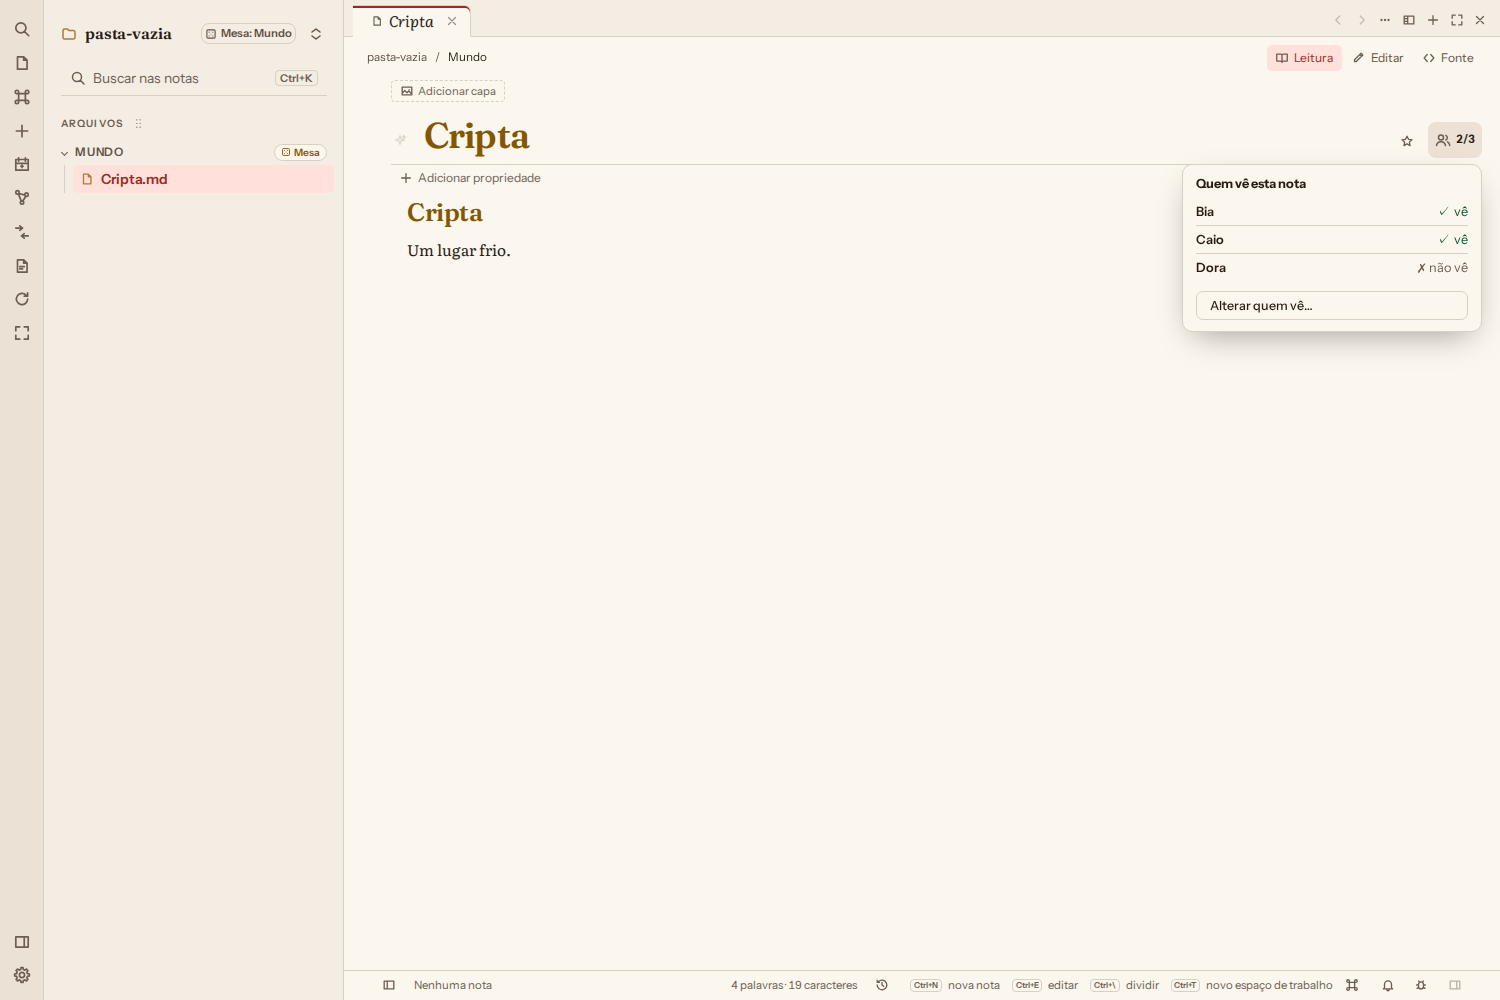 pasta-vazia
Mesa: Mundo
Buscar nas notas
Ctrl+K
ARQUIVOS
MUNDO
Mesa
Cripta.md
Cripta
pasta-vazia / Mundo
Leitura
Editar
Fonte
Adicionar capa
Cripta
2/3
Adicionar propriedade
Cripta
Um lugar frio.
Quem vê esta nota
Bia ✓ vê
Caio ✓ vê
Dora ✗ não vê
Alterar quem vê...
Nenhuma nota
4 palavras · 19 caracteres
Ctrl+N nova nota
Ctrl+E editar
Ctrl+\ dividir
Ctrl+T novo espaço de trabalho